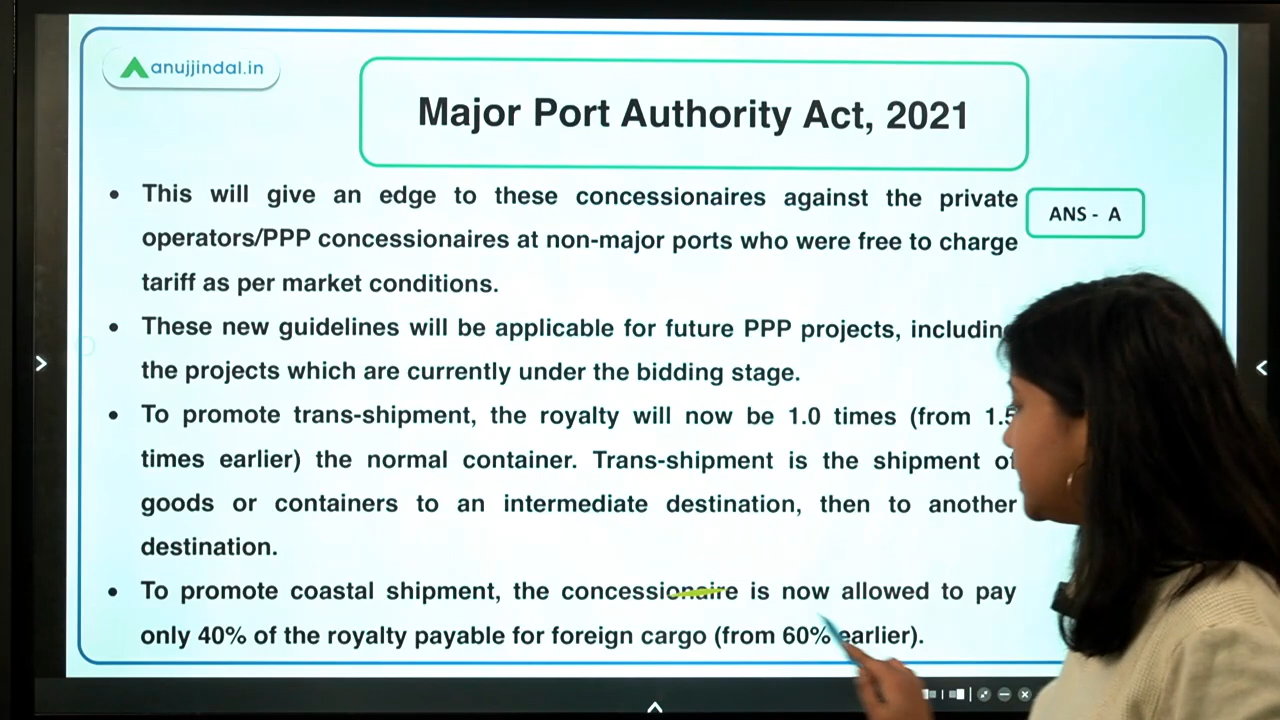 anujjindal.in
Major Port Authority Act, 2021
• This will give an edge to these concessionaires against the private
operators/PPP concessionaires at non-major ports who were free to charge
tariff as per market conditions.
ANS - A
• These new guidelines will be applicable for future PPP projects, including
the projects which are currently under the bidding stage.
• To promote trans-shipment, the royalty will now be 1.0 times (from 1.5
times earlier) the normal container. Trans-shipment is the shipment of
goods or containers to an intermediate destination, then to another
destination.
• To promote coastal shipment, the concessionaire is now allowed to pay
only 40% of the royalty payable for foreign cargo (from 60% earlier).